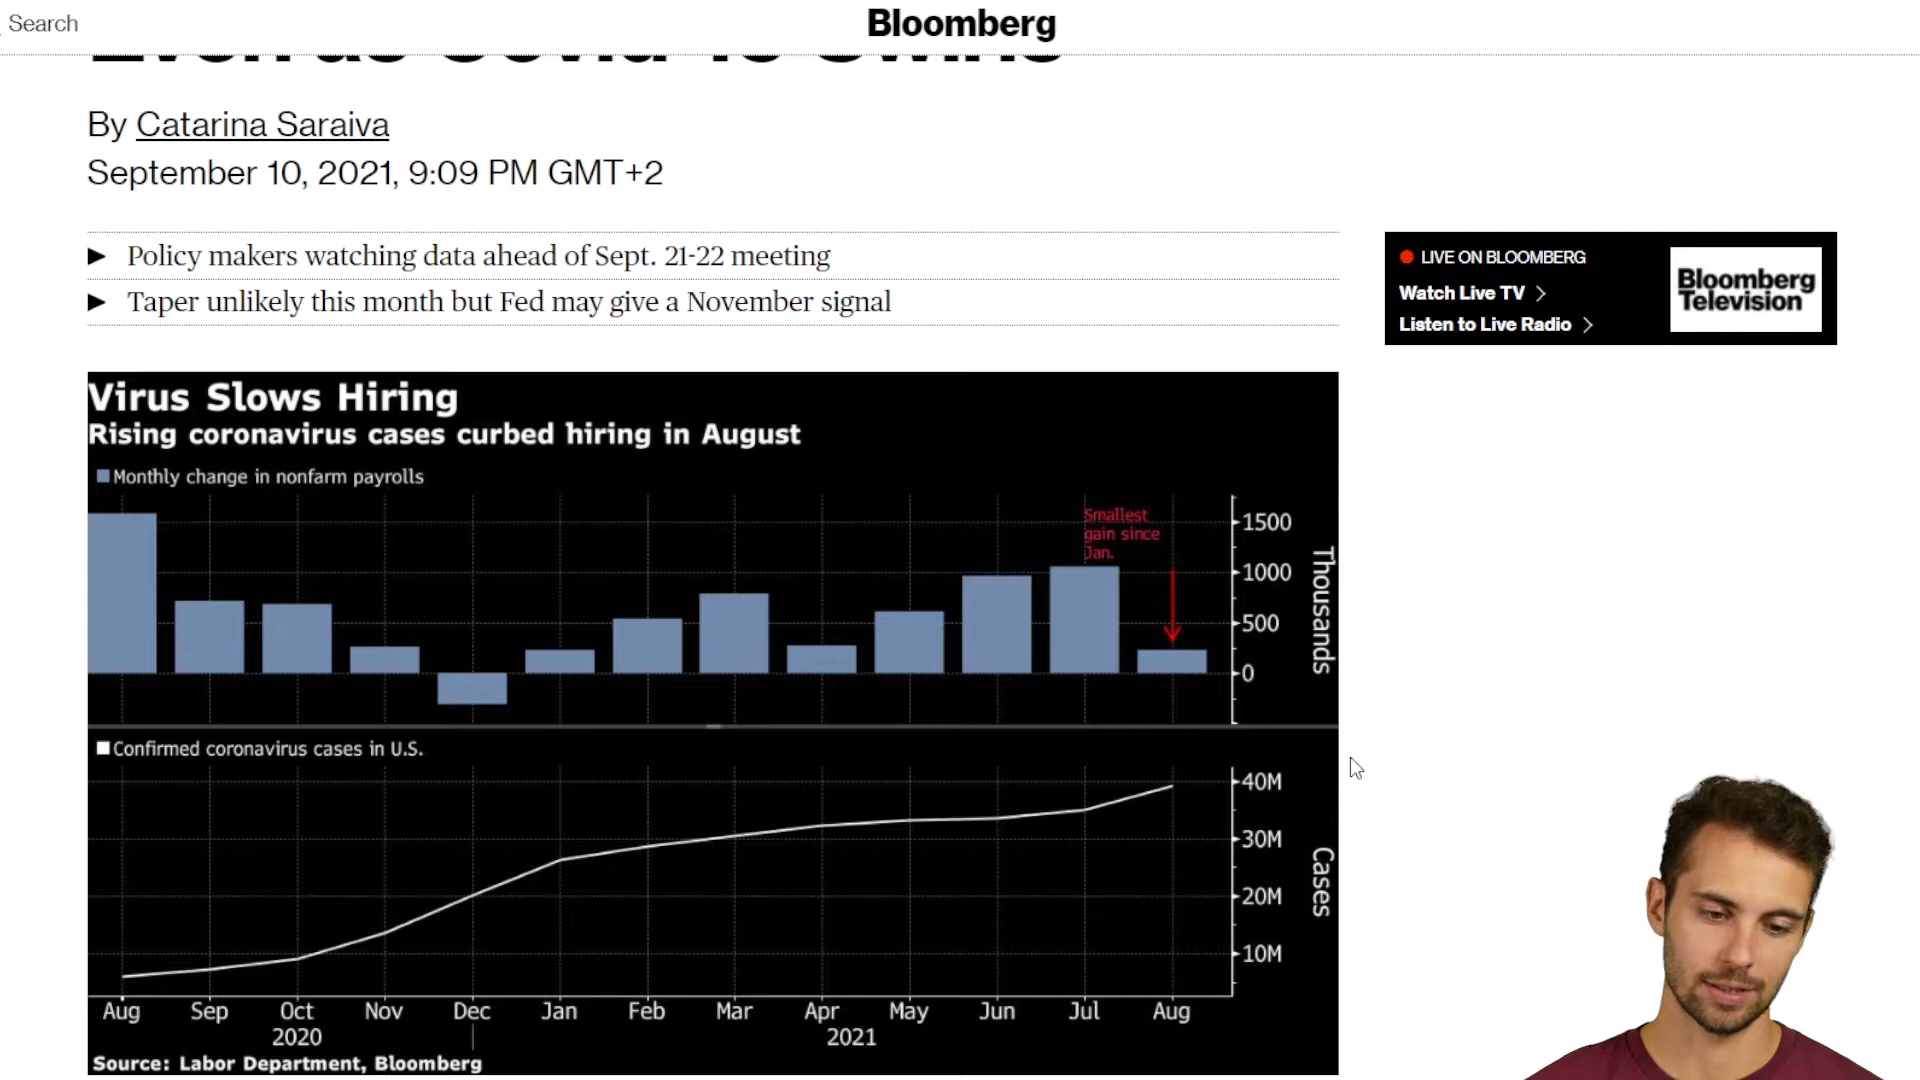 Search
Bloomberg
By Catarina Saraiva
September 10, 2021, 9:09 PM GMT+2
Policy makers watching data ahead of Sept. 21-22 meeting
Taper unlikely this month but Fed may give a November signal
LIVE ON BLOOMBERG
Watch Live TV
Listen to Live Radio
Bloomberg
Television
Virus Slows Hiring
Rising coronavirus cases curbed hiring in August
Monthly change in nonfarm payrolls
Smallest
gain since
Jan.
1500
1000
500
0
Thousands
Confirmed coronavirus cases in U.S.
40M
30M
20M
10M
Cases
Aug Sep Oct Nov Dec Jan Feb Mar Apr May Jun Jul Aug
2020 2021
Source: Labor Department, Bloomberg